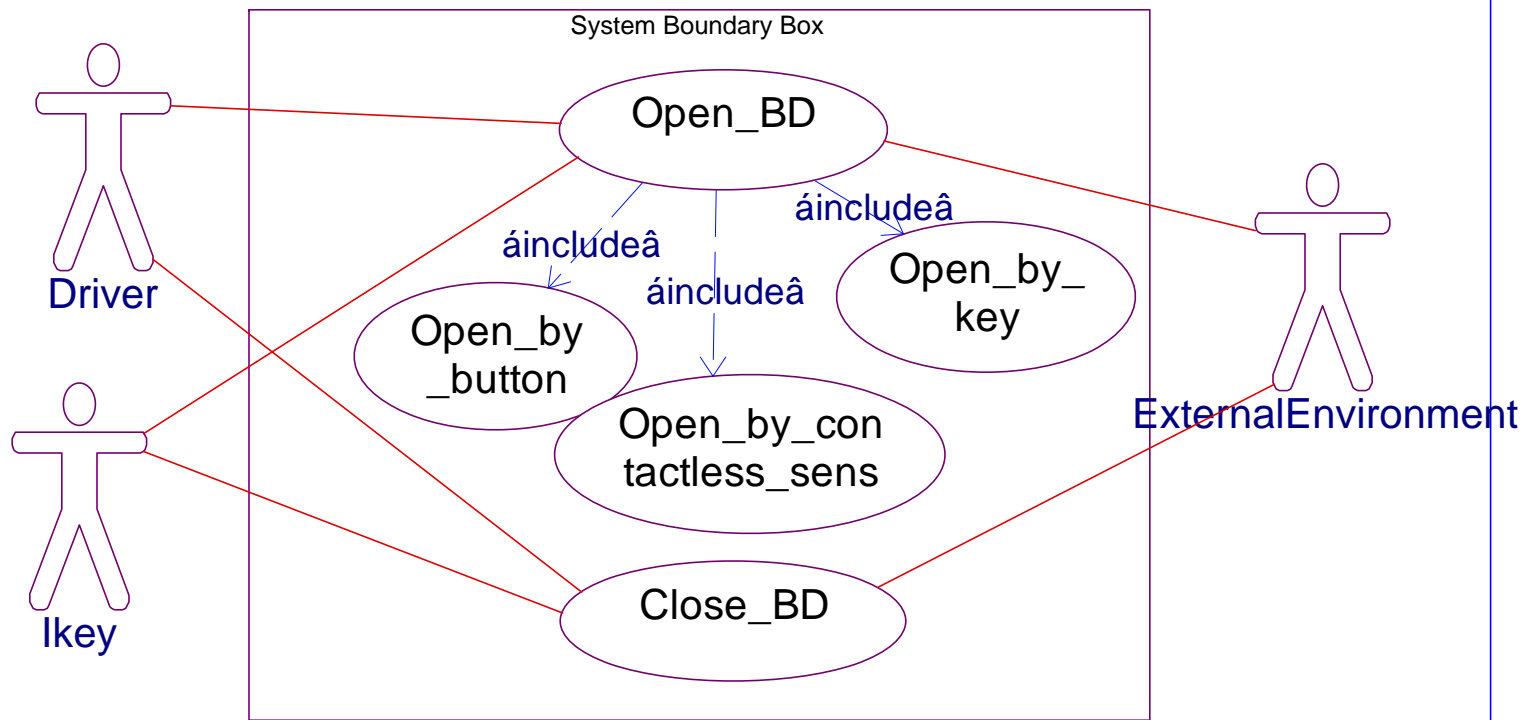 System Boundary Box
Open_BD
áincludeâ
áincludeâ
áincludeâ
Driver
Open_by_
key
Open_by
_button
Open_by_con
tactless_sens
ExternalEnvironment
Close_BD
Ikey